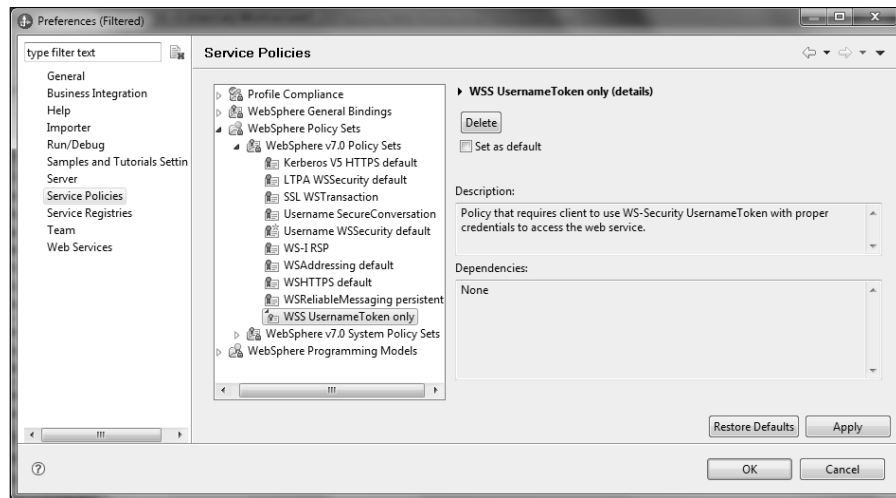 Preferences (Filtered)
type filter text
General
Business Integration
Help
Importer
Run/Debug
Samples and Tutorials Settin
Server
Service Policies
Service Registries
Team
Web Services
Service Policies
Profile Compliance
WebSphere General Bindings
WebSphere Policy Sets
WebSphere v7.0 Policy Sets
Kerberos V5 HTTPS default
LTPA WSSecurity default
SSL WSTransaction
Username SecureConversation
Username WSSecurity default
WS-I RSP
WSAddressing default
WSHTTPS default
WSReliableMessaging persistent
WSS UsernameToken only
WebSphere v7.0 System Policy Sets
WebSphere Programming Models
WSS UsernameToken only (details)
Delete
Set as default
Description:
Policy that requires client to use WS-Security UsernameToken with proper
credentials to access the web service.
Dependencies:
None
Restore Defaults
Apply
OK
Cancel